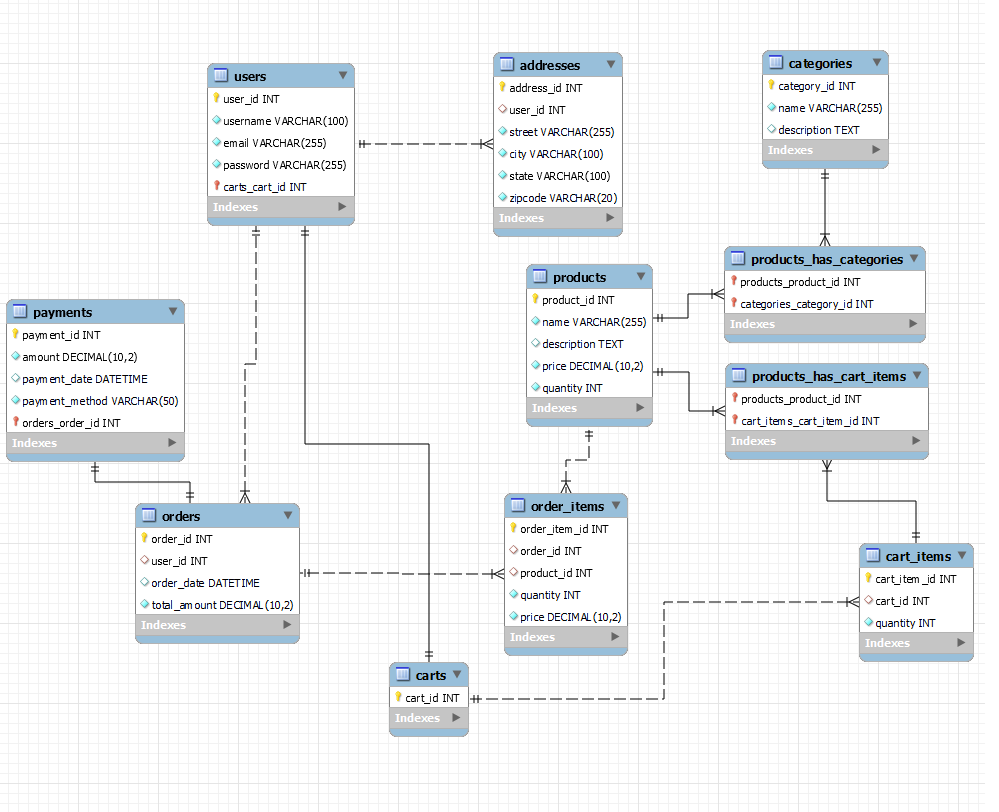 users
user_id INT
username VARCHAR(100)
email VARCHAR(255)
password VARCHAR(255)
carts_cart_id INT
Indexes
addresses
address_id INT
user_id INT
street VARCHAR(255)
city VARCHAR(100)
state VARCHAR(100)
zipcode VARCHAR(20)
Indexes
categories
category_id INT
name VARCHAR(255)
description TEXT
Indexes
products_has_categories
products_product_id INT
categories_category_id INT
Indexes
products
product_id INT
name VARCHAR(255)
description TEXT
price DECIMAL(10,2)
quantity INT
Indexes
payments
payment_id INT
amount DECIMAL(10,2)
payment_date DATETIME
payment_method VARCHAR(50)
orders_order_id INT
Indexes
products_has_cart_items
products_product_id INT
cart_items_cart_item_id INT
Indexes
orders
order_id INT
user_id INT
order_date DATETIME
total_amount DECIMAL(10,2)
Indexes
order_items
order_item_id INT
order_id INT
product_id INT
quantity INT
price DECIMAL(10,2)
Indexes
cart_items
cart_item_id INT
cart_id INT
quantity INT
Indexes
carts
cart_id INT
Indexes